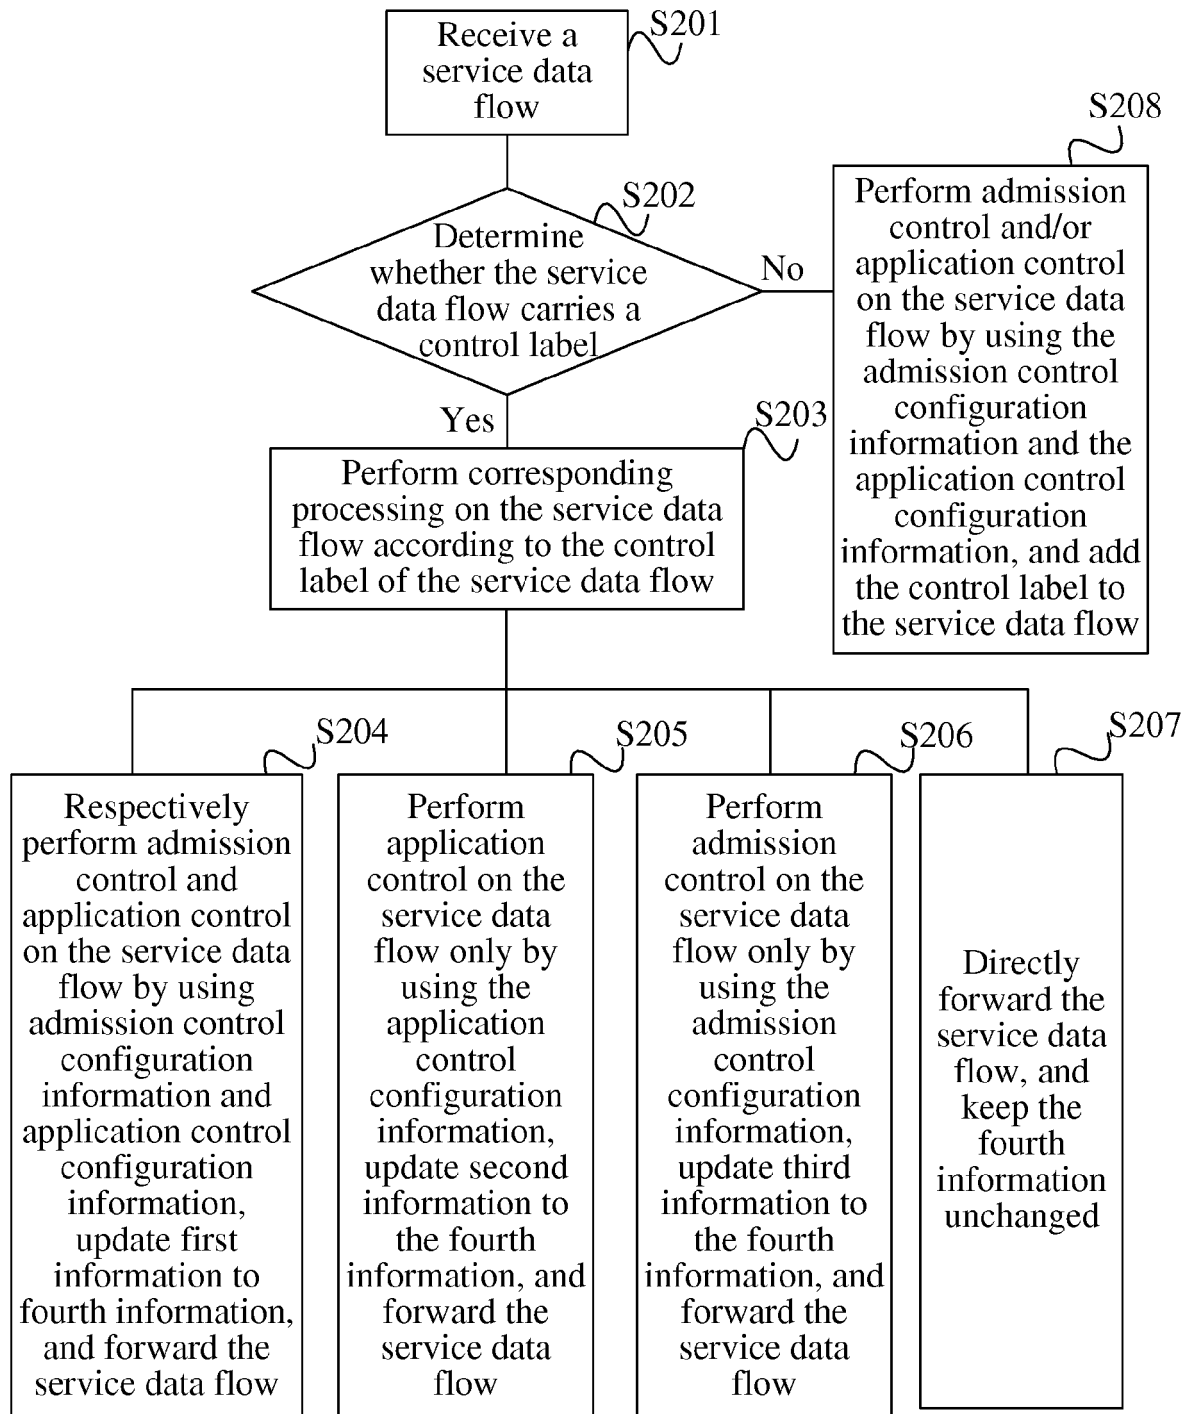 S201
Receive a
service data
flow
S202
Determine
whether the service
data flow carries a
control label
No
Yes
S208
Perform admission
control and/or
application control
on the service data
flow by using the
admission control
configuration
information and the
application control
configuration
information, and add
the control label to
the service data flow
S203
Perform corresponding
processing on the service data
flow according to the control
label of the service data flow
S204
Respectively
perform admission
control and
application control
on the service data
flow by using
admission control
configuration
information and
application control
configuration
information,
update first
information to
fourth information,
and forward the
service data flow
S205
Perform
application
control on the
service data
flow only by
using the
application
control
configuration
information,
update second
information to
the fourth
information, and
forward the
service data
flow
S206
Perform
admission
control on the
service data
flow only by
using the
admission
control
configuration
information,
update third
information to
the fourth
information, and
forward the
service data
flow
S207
Directly
forward the
service data
flow, and
keep the
fourth
information
unchanged